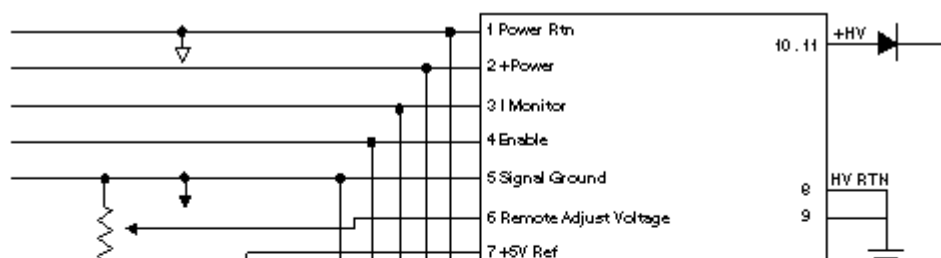 1 Power Rtn
10.11
+HV
2 +Power
3 I Monitor
4 Enable
5 Signal Ground
8
HV RTN
6 Remote Adjust Voltage
9
7 +5V Ref